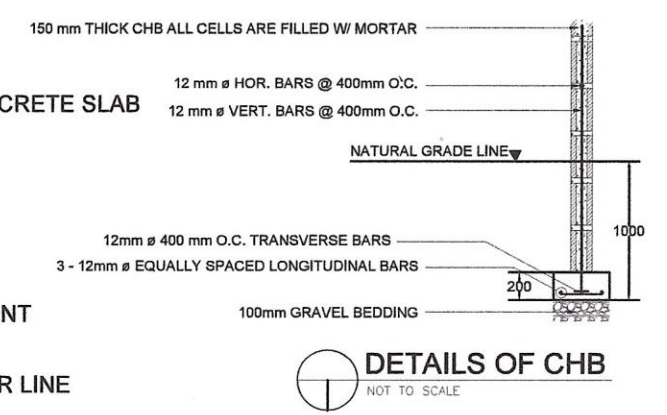 150 mm THICK CHB ALL CELLS ARE FILLED W/ MORTAR
12 mm ø HOR. BARS @ 400mm O.C.
CRETE SLAB
12 mm ø VERT. BARS @ 400mm O.C.
NATURAL GRADE LINE
1000
12mm ø 400 mm O.C. TRANSVERSE BARS
3 - 12mm ø EQUALLY SPACED LONGITUDINAL BARS
200
NT
100mm GRAVEL BEDDING
DETAILS OF CHB
R LINE
NOT TO SCALE